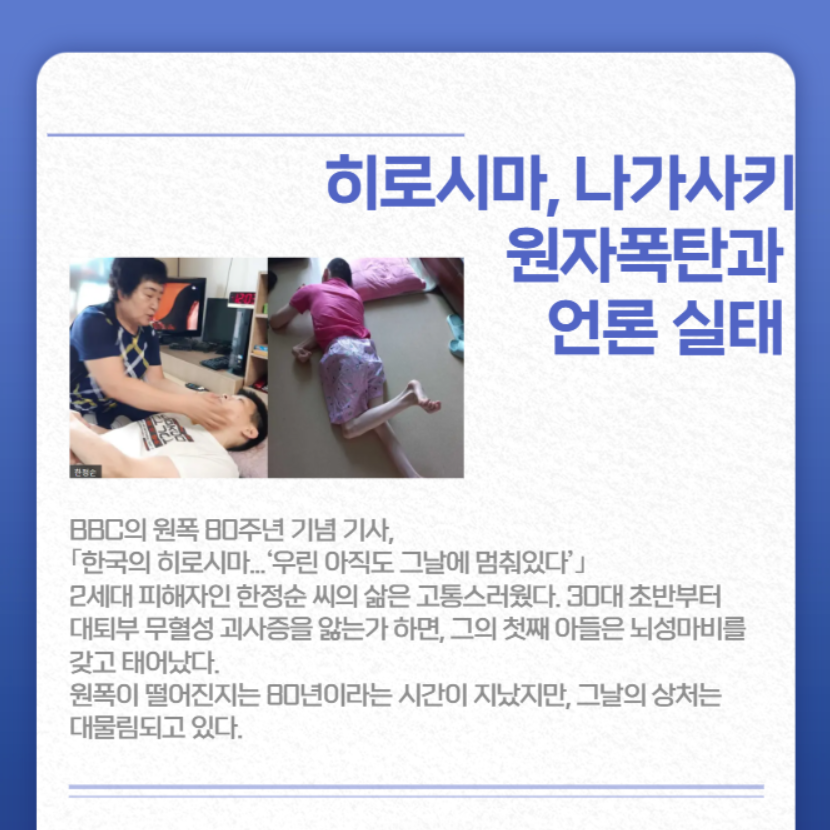 히로시마, 나가사키
원자폭탄과
언론 실태
한정순
BBC의 원폭 80주년 기념 기사,
「한국의 히로시마...‘우린 아직도 그날에 멈춰있다’」
2세대 피해자인 한정순 씨의 삶은 고통스러웠다. 30대 초반부터
대퇴부 무혈성 괴사증을 앓는가 하면, 그의 첫째 아들은 뇌성마비를
갖고 태어났다.
원폭이 떨어진지는 80년이라는 시간이 지났지만, 그날의 상처는
대물림되고 있다.